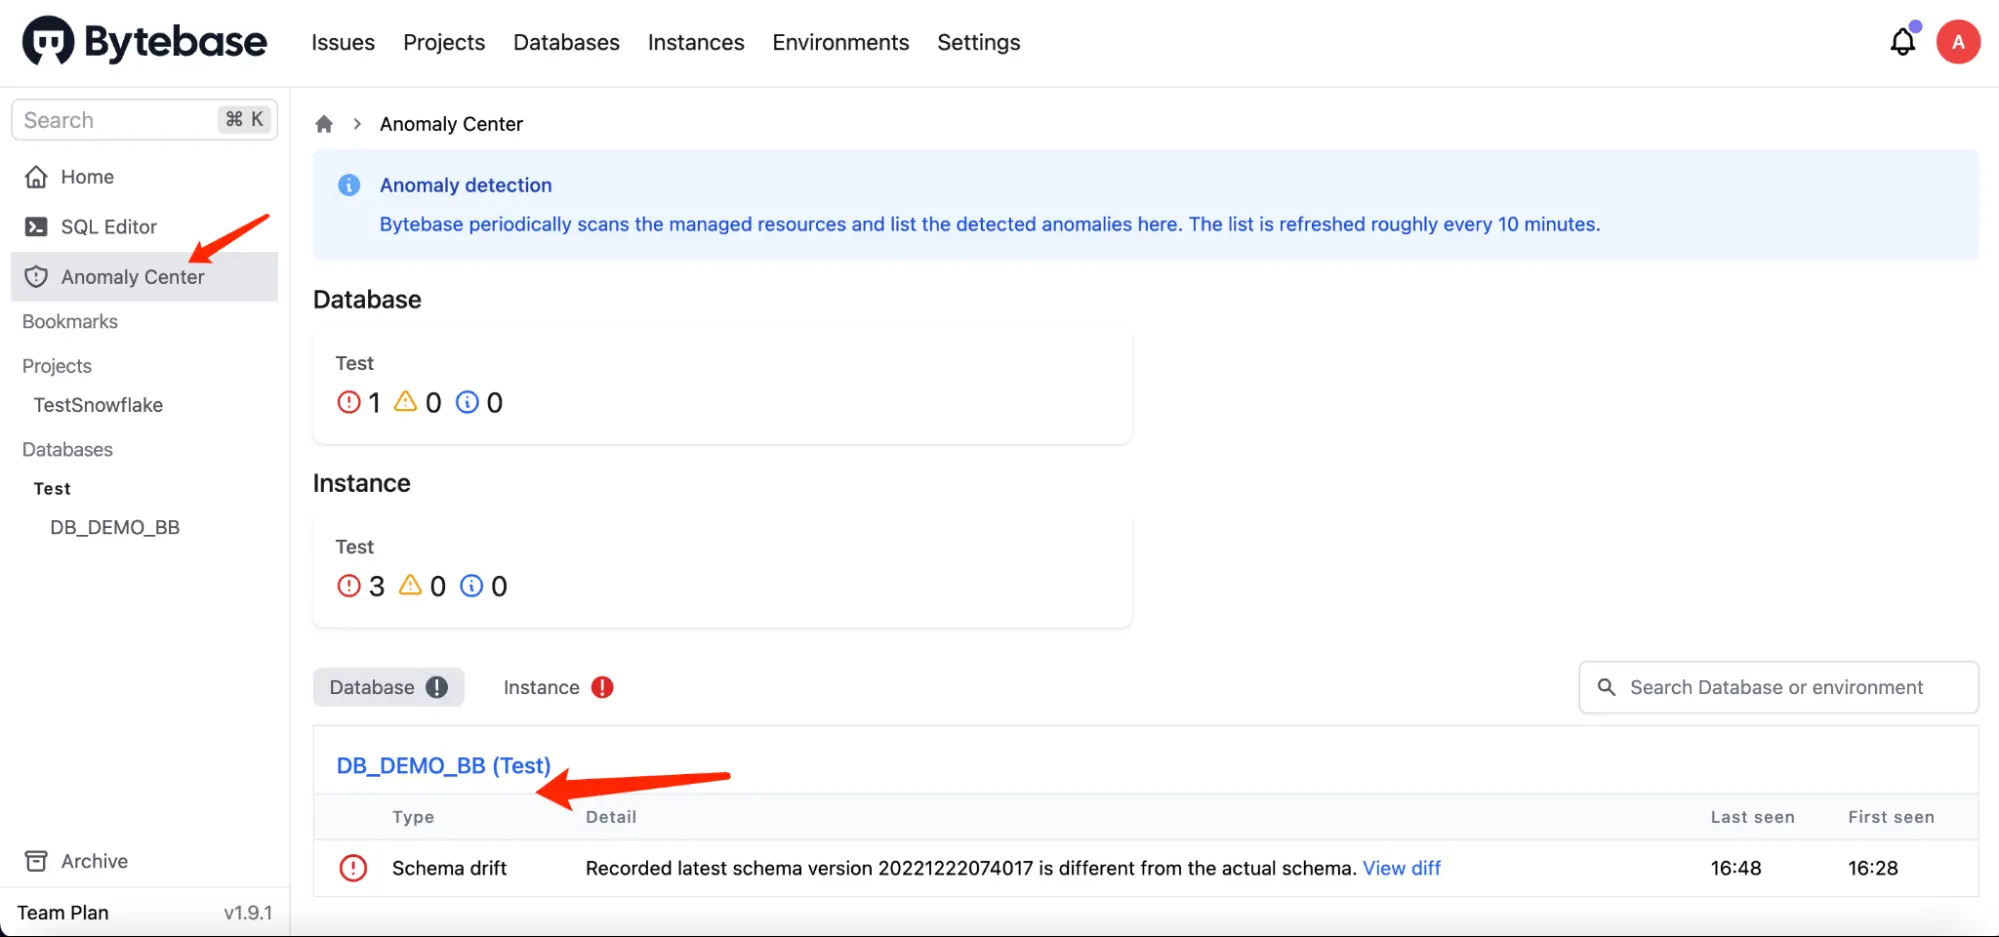 Bytebase Issues Projects Databases Instances Environments Settings A
Search ⌘ K
Home
SQL Editor
Anomaly Center
Bookmarks
Projects
TestSnowflake
Databases
Test
DB_DEMO_BB
Archive
Team Plan v1.9.1
Anomaly Center
Anomaly detection
Bytebase periodically scans the managed resources and list the detected anomalies here. The list is refreshed roughly every 10 minutes.
Database
Test
1 0 0
Instance
Test
3 0 0
Database Instance Search Database or environment
DB_DEMO_BB (Test)
Type Detail Last seen First seen
Schema drift Recorded latest schema version 20221222074017 is different from the actual schema. View diff 16:48 16:28